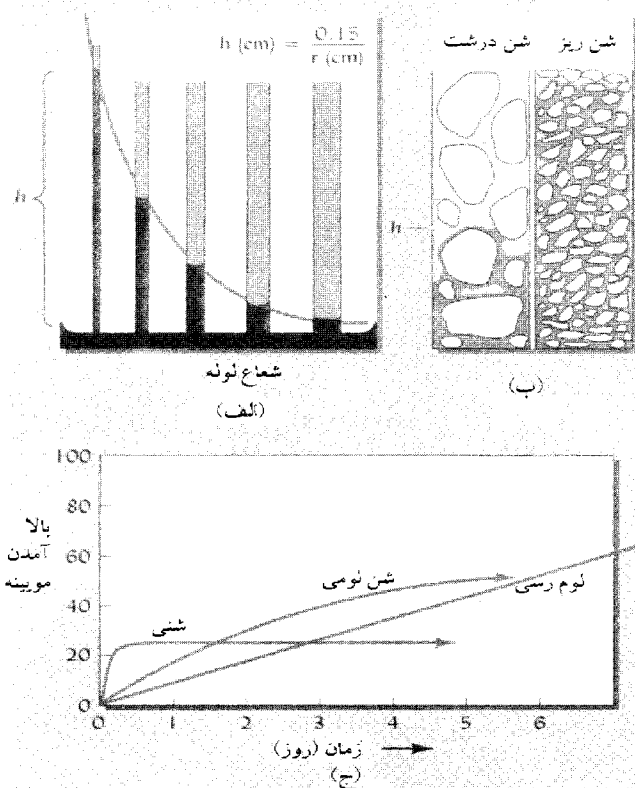 h (cm) = 0.15 / r (cm)
شن درشت شن ریز
h
h
شعاع لوله
(الف)
(ب)
100
80
60
40
20
0
بالا
آمدن
مویینه
شنی
شن لومی
لوم رسی
0 1 2 3 4 5 6
زمان (روز)
(ج)